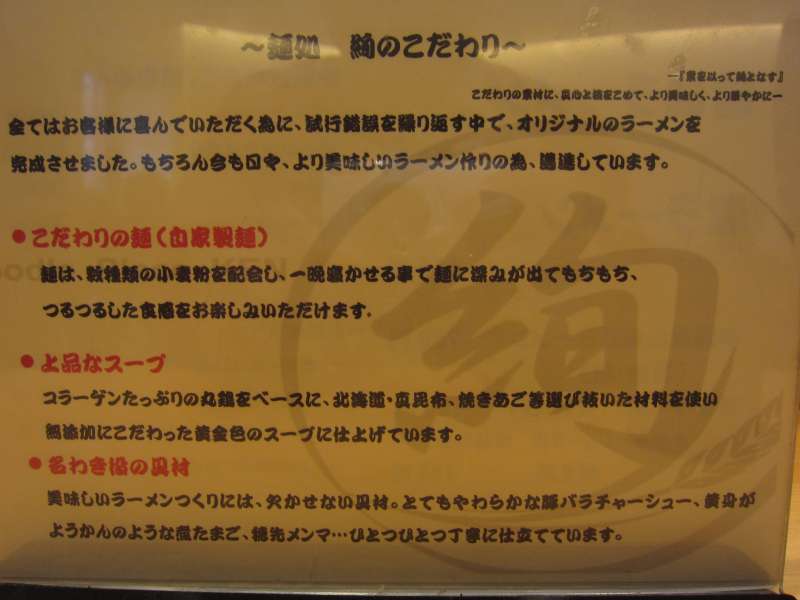 ～麺処 絢のこだわり～
―『素を以って絢となす』
こだわりの素材に、真心と技をこめて、より美味しく、より鮮やかに―
全てはお客様に喜んでいただく為に、試行錯誤を繰り返す中で、オリジナルのラーメンを
完成させました。もちろん今も日々、より美味しいラーメン作りの為、邁進しています。
●こだわりの麺（自家製麺）
麺は、数種類の小麦粉を配合し、一晩寝かせる事で麺に深みが出てもちもち、
つるつるした食感をお楽しみいただけます。
●上品なスープ
コラーゲンたっぷりの丸鶏をベースに、北海道・真昆布、焼きあご等選び抜いた材料を使い
無添加にこだわった黄金色のスープに仕上げています。
●名わき役の具材
美味しいラーメンつくりには、欠かせない具材。とてもやわらかな豚バラチャーシュー、黄身が
ようかんのような煮たまご、穂先メンマ…ひとつひとつ丁寧に仕立てています。
絢